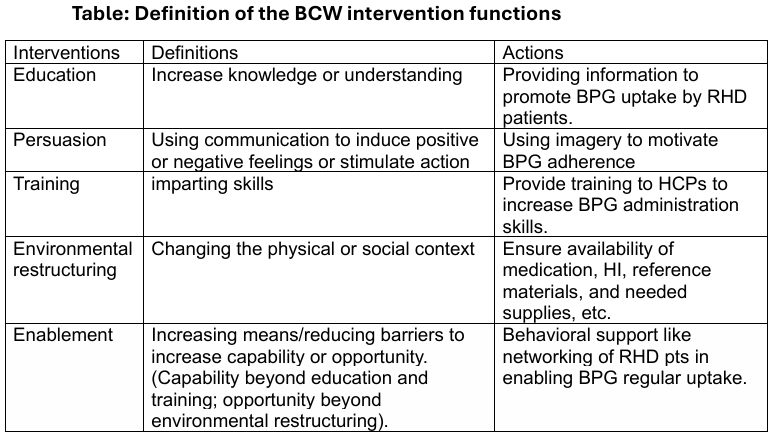 Table: Definition of the BCW intervention functions
Interventions Definitions Actions
Education Increase knowledge or understanding Providing information to
promote BPG uptake by RHD
patients.
Persuasion Using communication to induce positive Using imagery to motivate
or negative feelings or stimulate action BPG adherence
Training imparting skills Provide training to HCPs to
increase BPG administration
skills.
Environmental Changing the physical or social context Ensure availability of
restructuring medication, HI, reference
materials, and needed
supplies, etc.
Enablement Increasing means/reducing barriers to Behavioral support like
increase capability or opportunity. networking of RHD pts in
(Capability beyond education and enabling BPG regular uptake.
training; opportunity beyond
environmental restructuring).